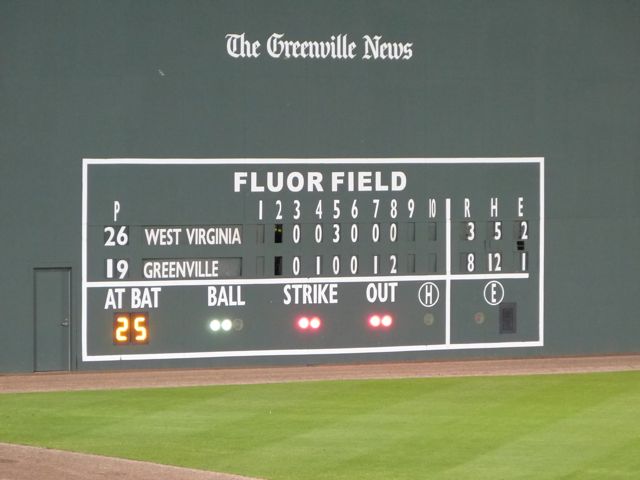 The Greenville News
FLUOR FIELD
P 1 2 3 4 5 6 7 8 9 10 R H E
26 WEST VIRGINIA 0 0 3 0 0 0 3 5 2
19 GREENVILLE 0 1 0 0 1 2 8 12 1
AT BAT BALL STRIKE OUT H E
25